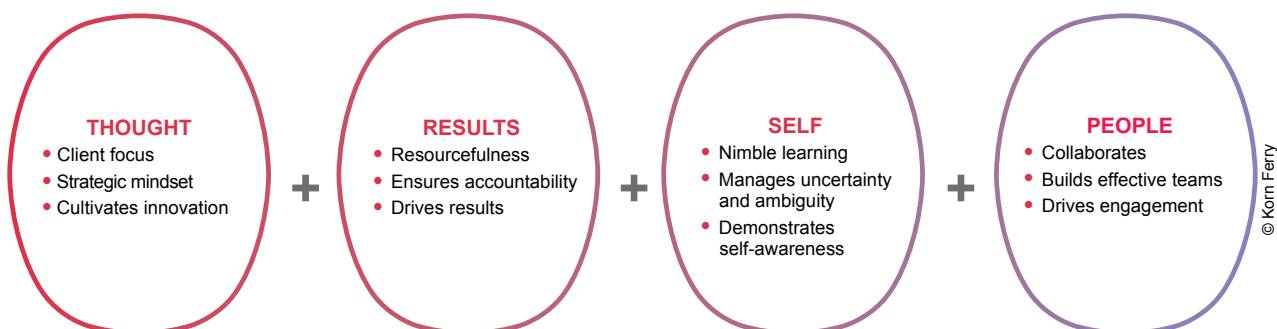 THOUGHT
• Client focus
• Strategic mindset
• Cultivates innovation
+
RESULTS
• Resourcefulness
• Ensures accountability
• Drives results
+
SELF
• Nimble learning
• Manages uncertainty
and ambiguity
• Demonstrates
self-awareness
+
PEOPLE
• Collaborates
• Builds effective teams
• Drives engagement
© Korn Ferry